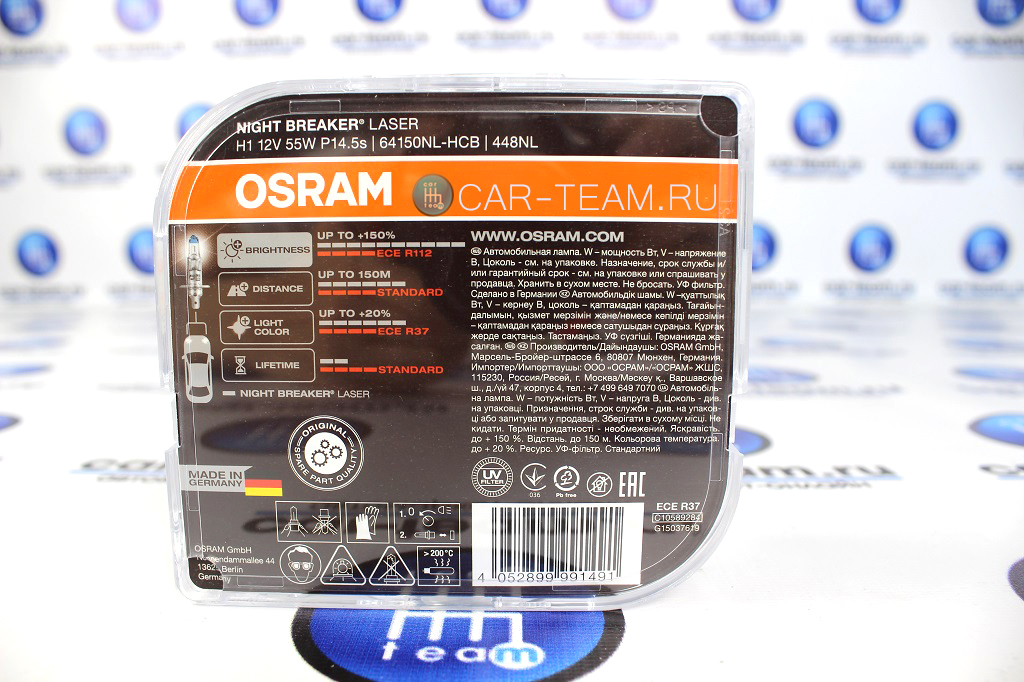 NIGHT BREAKER® LASER
H1 12V 55W P14.5s | 64150NL-HCB | 448NL
OSRAM
car
team
CAR-TEAM.RU
BRIGHTNESS
UP TO +150%
ECE R112
DISTANCE
UP TO 150M
STANDARD
LIGHT
COLOR
UP TO +20%
ECE R37
LIFETIME
STANDARD
NIGHT BREAKER® LASER
ORIGINAL
SPARE PART QUALITY
MADE IN
GERMANY
WWW.OSRAM.COM
Автомобильная лампа. W – мощность Вт, V – напряжение
В, Цоколь - см. на упаковке. Назначение, срок службы и/
или гарантийный срок - см. на упаковке или спрашивать у
продавца. Хранить в сухом месте. Не бросать. УФ фильтр.
Сделано в Германии Автомобильдік шамы. W –қуаттылық
Вт, V – кернеу В, цоколь – қаптамадан қараңыз. Тағайын-
далымын, қызмет мерзімін және/немесе кепілді мерзімін
– қаптамадан қараңыз немесе сатушыдан сұраңыз. Құрғақ
жерде сақтаңыз. Тастамаңыз. УФ сүзгіші. Германияда жа-
салған. Производитель/Дайындаушы: OSRAM GmbH,
Марсель-Бройер-штрассе 6, 80807 Мюнхен, Германия.
Импортер/Импорттаушы: ООО «ОСРАМ»/«ОСРАМ» ЖШС,
115230, Россия/Ресей, г. Москва/Мәскеу қ., Варшавское
ш., д./үй 47, корпус 4, тел.: +7 499 649 7070 Автомобіль-
на лампа. W – потужність Вт, V – напруга В, Цоколь - див.
на упаковці. Призначення, строк служби - див. на упаков-
ці або запитувати у продавця. Зберігати в сухому місці. Не
кидати. Термін придатності - необмежений. Яскравість.
до + 150 %. Відстань. до 150 м. Кольорова температура.
до + 20 %. Ресурс. УФ-фільтр. Стандартний
UV
FILTER
036
Pb free
EAC
ECE R37
C10589284
G15037619
1.
0
2.
> 200°C
OSRAM GmbH
Nonnendammallee 44
Berlin
Germany
4 052899 991491
team